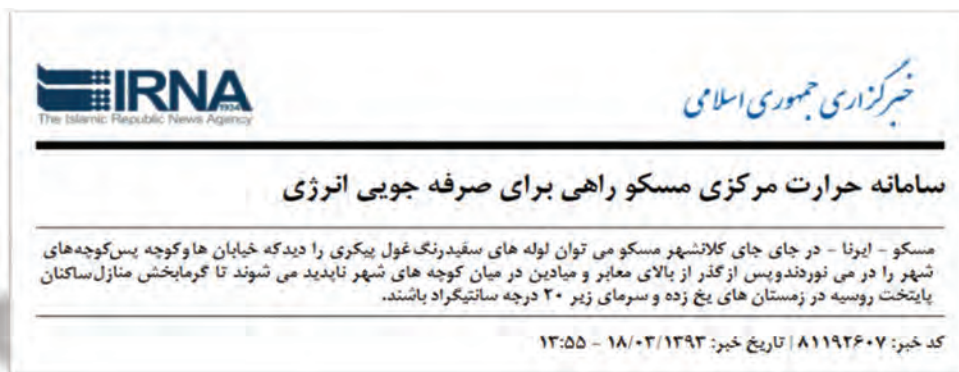 IRNA
1934
The Islamic Republic News Agency
خبرگزاری جمهوری اسلامی
سامانه حرارت مرکزی مسکو راهی برای صرفه جویی انرژی
مسکو - ایرنا - در جای جای کلانشهر مسکو می توان لوله های سفیدرنگ غول پیکری را دیدکه خیابان هاوکوچه پس‌کوچه‌های
شهر را در می نوردندوپس ازگذر از بالای معابر و میادین در میان کوچه های شهر ناپدید می شوند تا گرمابخش منازل‌ساکنان
پایتخت روسیه در زمستان های یخ زده و سرمای زیر ۲۰ درجه سانتیگراد باشند.
کد خبر: ۸۱۱۹۲۶۰۷ | تاریخ خبر: ۱۸/۰۳/۱۳۹۳ - ۱۳:۵۵